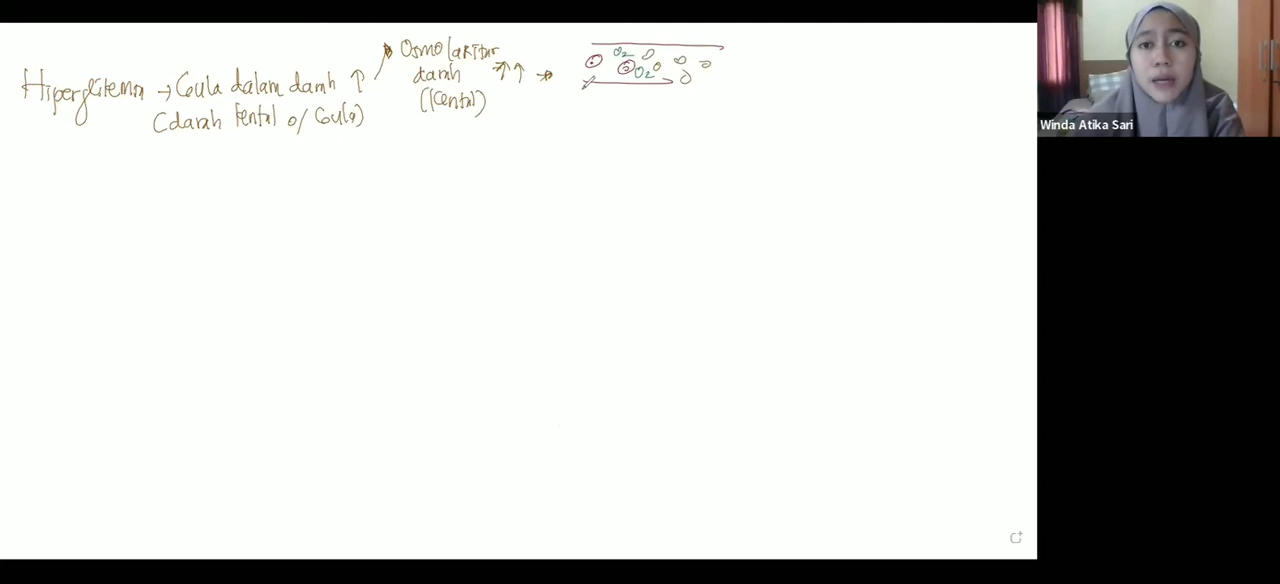 Hiperglikemia → Gula dalam darah ↑
(darah kental o/ Gula)
Osmolaritas
darah ↑↑ →
(Kental)
O2
O2
Winda Atika Sari